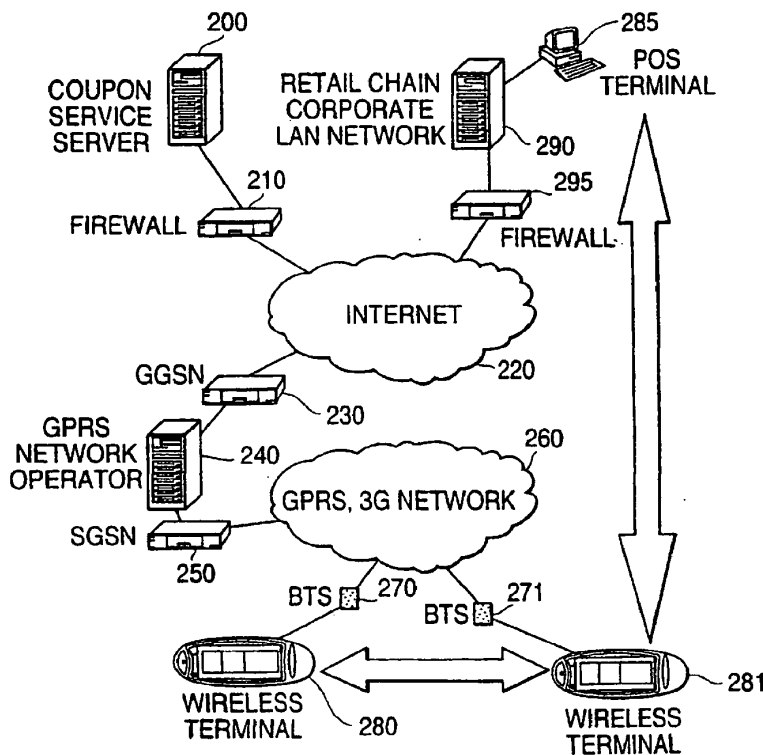 200
COUPON
SERVICE
SERVER
285
POS
TERMINAL
RETAIL CHAIN
CORPORATE
LAN NETWORK
290
210
FIREWALL
295
FIREWALL
INTERNET
220
GGSN
230
GPRS
NETWORK
OPERATOR
240
260
GPRS, 3G NETWORK
SGSN
250
BTS
270
BTS
271
WIRELESS
TERMINAL
280
WIRELESS
TERMINAL
281